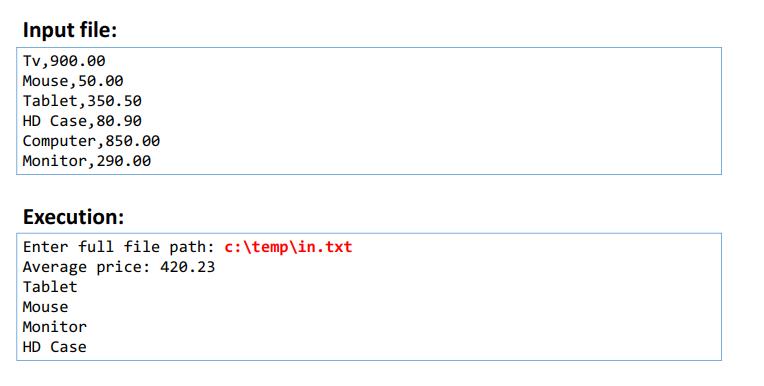 Input file:
Tv,900.00
Mouse,50.00
Tablet,350.50
HD Case,80.90
Computer,850.00
Monitor,290.00
Execution:
Enter full file path: c:\temp\in.txt
Average price: 420.23
Tablet
Mouse
Monitor
HD Case